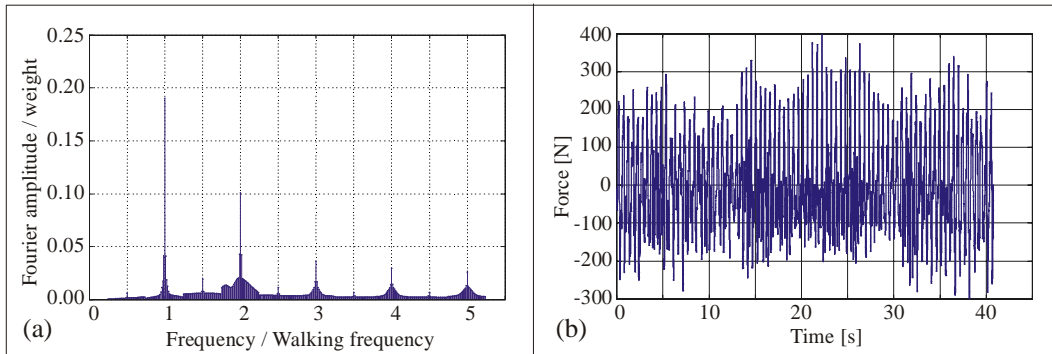 Fourier amplitude / weight
0.25
0.20
0.15
0.10
0.05
0.00
0 1 2 3 4 5
(a)
Frequency / Walking frequency
Force [N]
400
300
200
100
0
-100
-200
-300
0 10 20 30 40
(b)
Time [s]